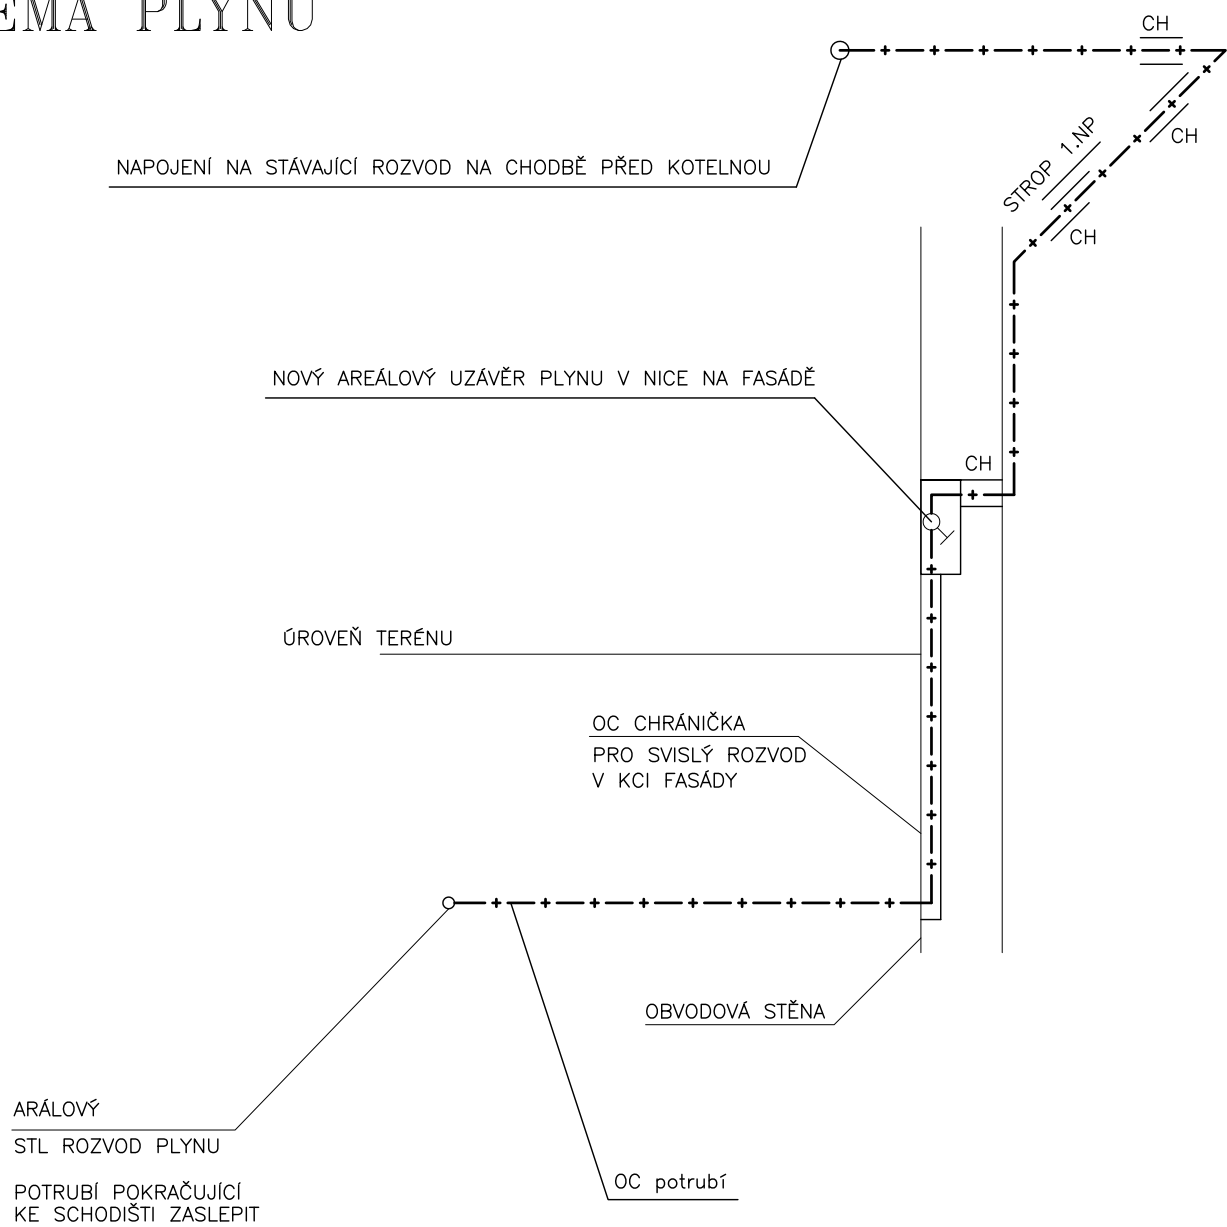 EMA PLYNU
CH
NAPOJENÍ NA STÁVAJÍCÍ ROZVOD NA CHODBĚ PŘED KOTELNOU
STROP 1.NP
CH
CH
NOVÝ AREÁLOVÝ UZÁVĚR PLYNU V NICE NA FASÁDĚ
CH
ÚROVEŇ TERÉNU
OC CHRÁNIČKA
PRO SVISLÝ ROZVOD
V KCI FASÁDY
OBVODOVÁ STĚNA
ARÁLOVÝ
STL ROZVOD PLYNU
POTRUBÍ POKRAČUJÍCÍ
KE SCHODIŠTI ZASLEPIT
OC potrubí